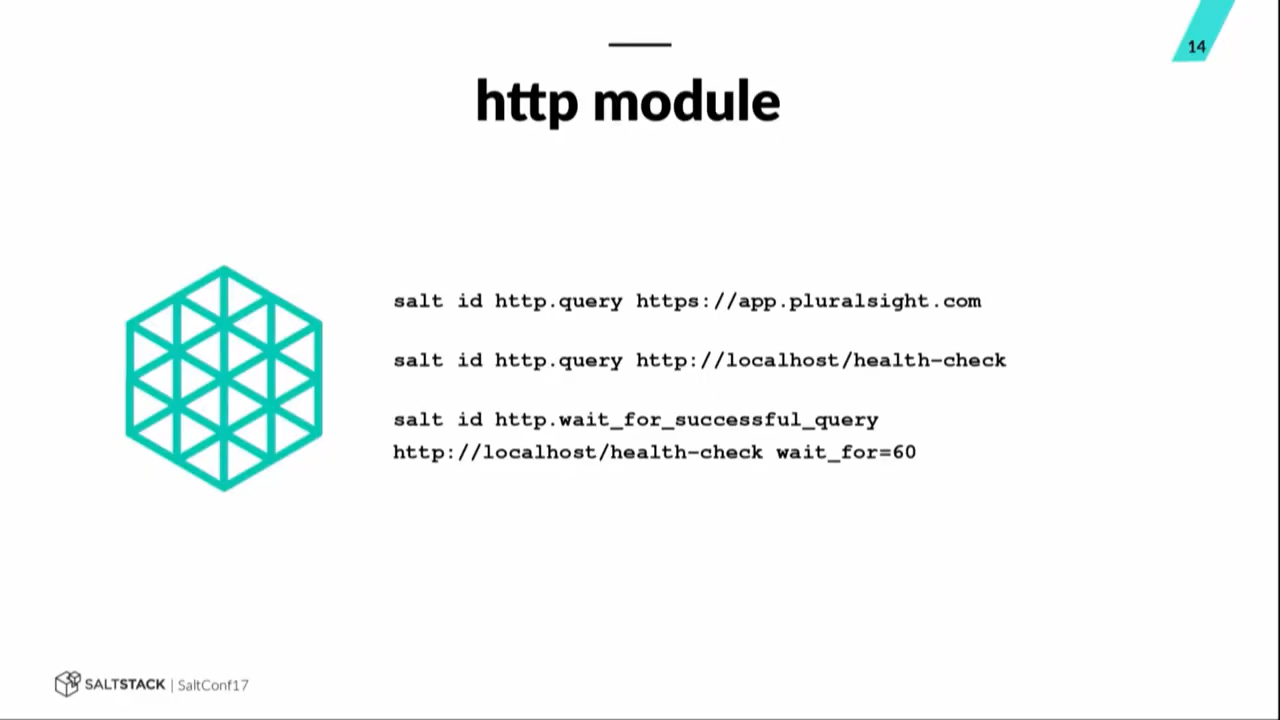 14
http module
salt id http.query https://app.pluralsight.com
salt id http.query http://localhost/health-check
salt id http.wait_for_successful_query
http://localhost/health-check wait_for=60
SALTSTACK | SaltConf17